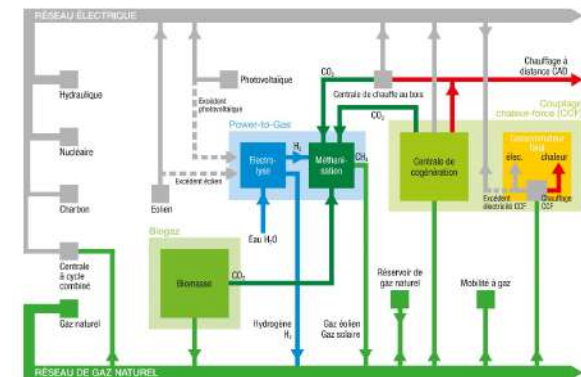 RÉSEAU ÉLECTRIQUE
Hydraulique
Nucléaire
Charbon
Centrale
à cycle
combiné
Gaz naturel
Photovoltaïque
Excédent
photovoltaïque
Excédent éolien
Eolien
Power-to-Gas
Electro-
lyse
H₂
Méthani-
sation
CH₄
CO₂
Centrale de chauffe au bois
CO₂
Chauffage à
distance CAD
Couplage
chaleur-force (CCF)
Centrale de
cogénération
Consommateur
final
élec.
chaleur
Excédent
électricité CCF
Chauffage
CCF
Eau H₂O
Biogaz
Biomasse
CO₂
Hydrogène
H₂
Gaz éolien
Gaz solaire
Réservoir de
gaz naturel
Mobilité à gaz
RÉSEAU DE GAZ NATUREL